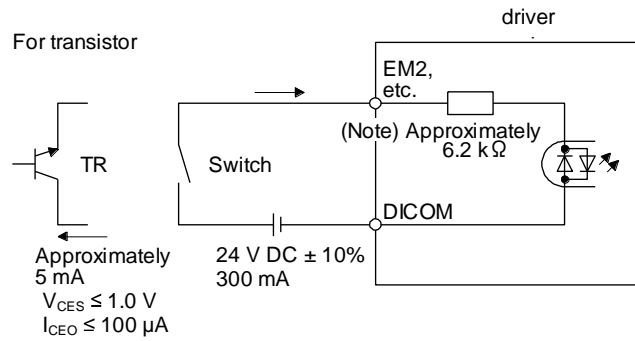 driver
For transistor
EM2,
etc.
(Note) Approximately
6.2 kΩ
TR
Switch
DICOM
Approximately
5 mA
24 V DC ± 10%
300 mA
V_CES ≤ 1.0 V
I_CEO ≤ 100 µA